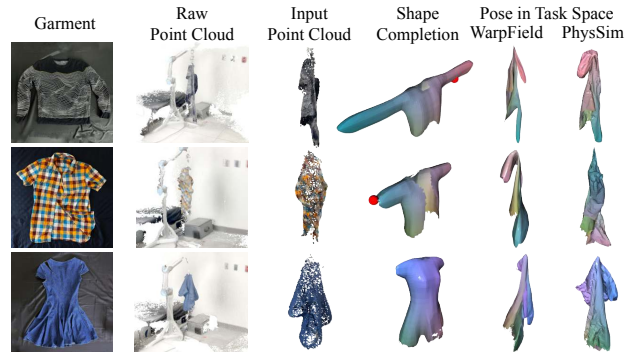 Garment
Raw
Point Cloud
Input
Point Cloud
Shape
Completion
Pose in Task Space
WarpField PhysSim